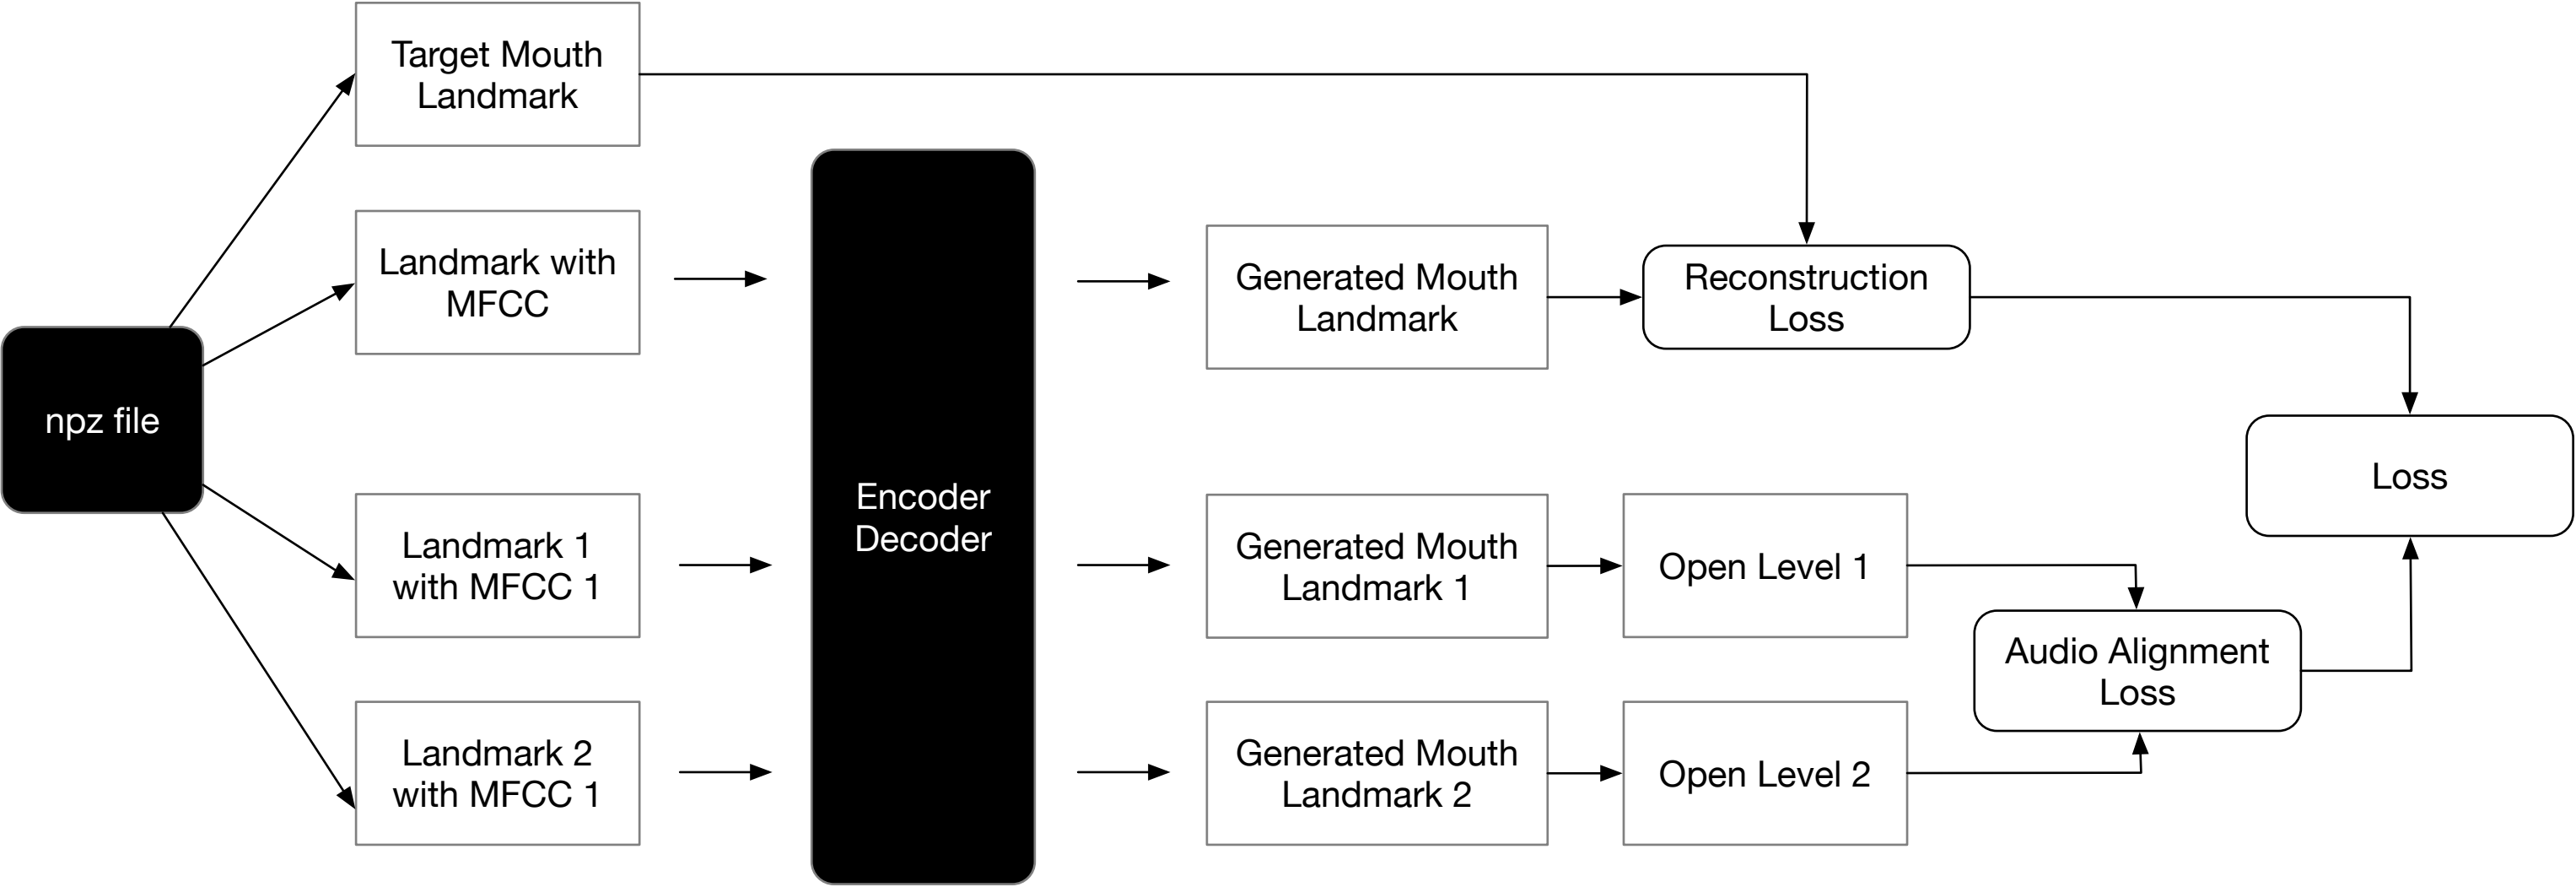 Target Mouth
Landmark
Landmark with
MFCC
npz file
Landmark 1
with MFCC 1
Landmark 2
with MFCC 1
Encoder
Decoder
Generated Mouth
Landmark
Reconstruction
Loss
Generated Mouth
Landmark 1
Open Level 1
Generated Mouth
Landmark 2
Open Level 2
Audio Alignment
Loss
Loss